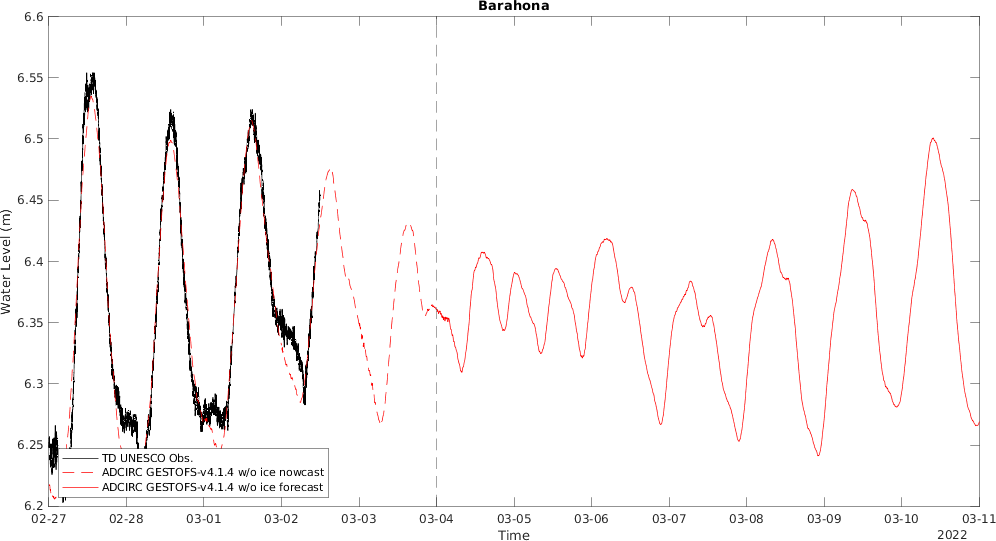 Barahona
6.6
6.55
6.5
6.45
6.4
6.35
6.3
6.25
6.2
Water Level (m)
TD UNESCO Obs.
ADCIRC GESTOFS-v4.1.4 w/o ice nowcast
ADCIRC GESTOFS-v4.1.4 w/o ice forecast
02-27 02-28 03-01 03-02 03-03 03-04 03-05 03-06 03-07 03-08 03-09 03-10 03-11
Time
2022